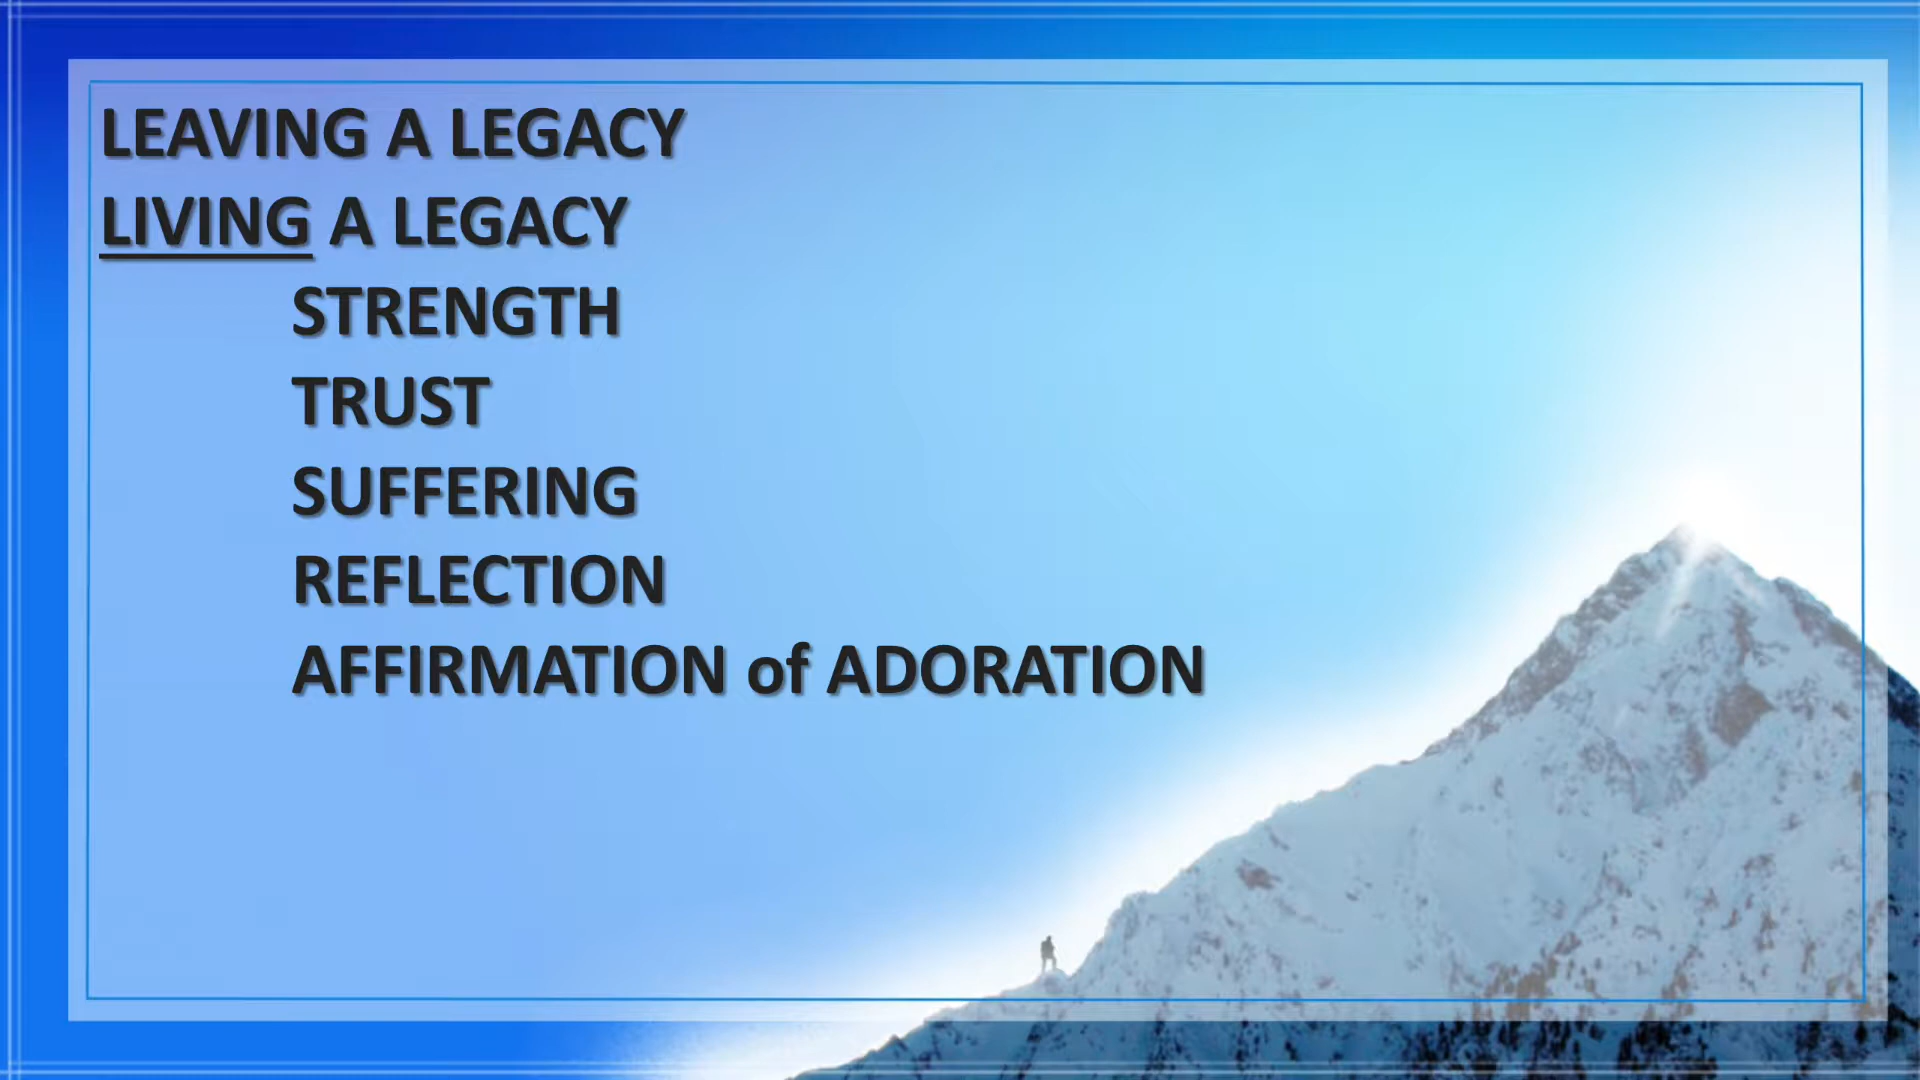 LEAVING A LEGACY
LIVING A LEGACY
STRENGTH
TRUST
SUFFERING
REFLECTION
AFFIRMATION of ADORATION